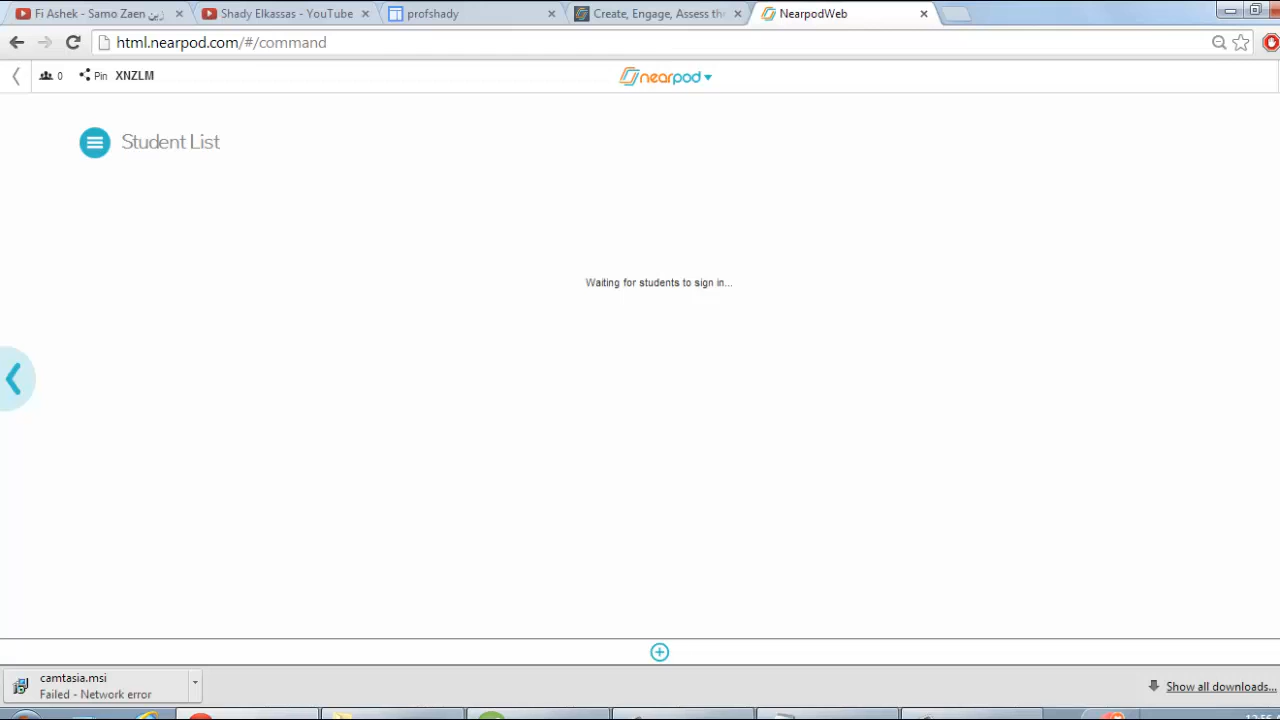 Fi Ashek - Samo Zaen زين
Shady Elkassas - YouTube
profshady
Create, Engage, Assess th
NearpodWeb
html.nearpod.com/#/command
0
Pin XNZLM
nearpod
Student List
Waiting for students to sign in...
camtasia.msi
Failed - Network error
Show all downloads...